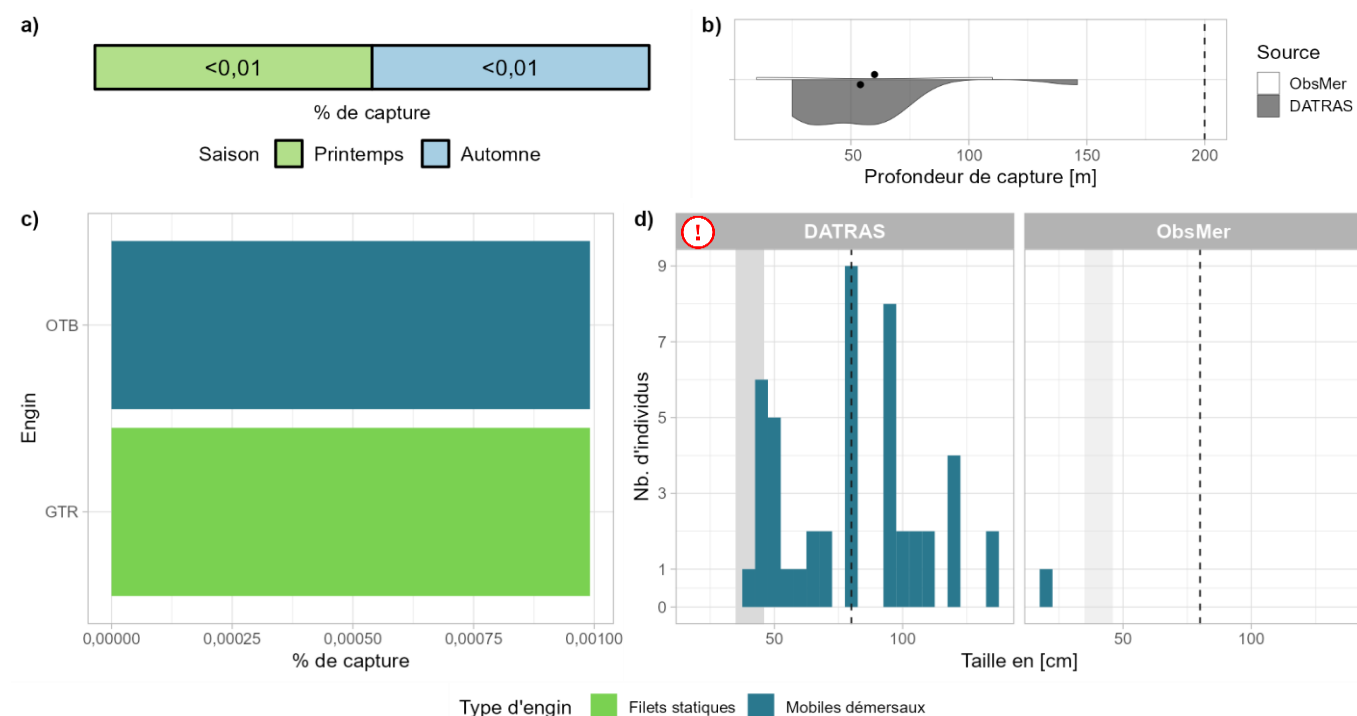 a)
<0,01 <0,01
% de capture
Saison Printemps Automne
b)
50 100 150 200
Profondeur de capture [m]
Source
ObsMer
DATRAS
c)
Engin
OTB
GTR
0,00000 0,00025 0,00050 0,00075 0,00100
% de capture
d)
! DATRAS ObsMer
Nb. d'individus
9
7
5
3
1
0
50 100 50 100
Taille en [cm]
Type d'engin Filets statiques Mobiles démersaux